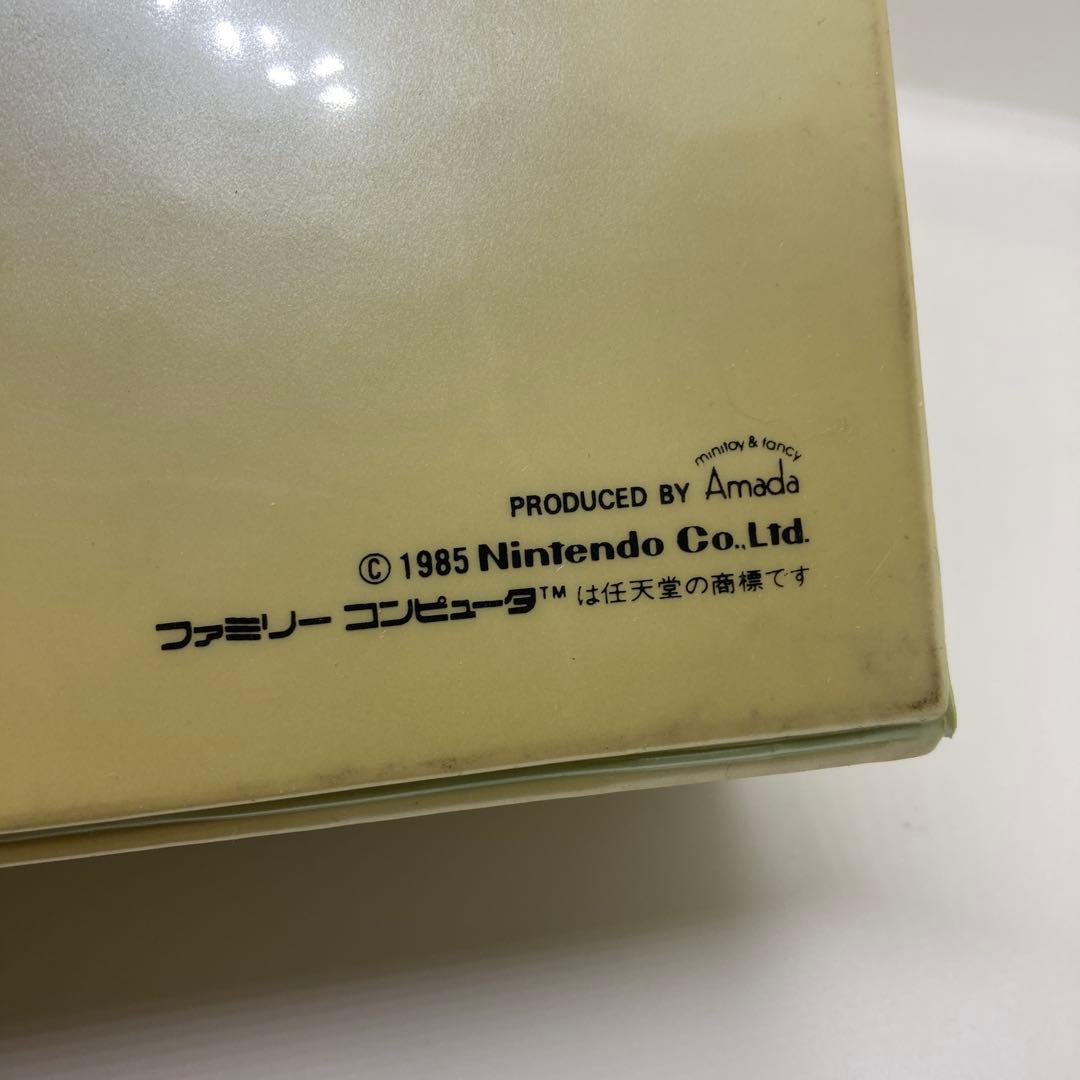 minitoy & fancy
PRODUCED BY Amada
© 1985 Nintendo Co.,Ltd.
ファミリー コンピュータ™ は任天堂の商標です